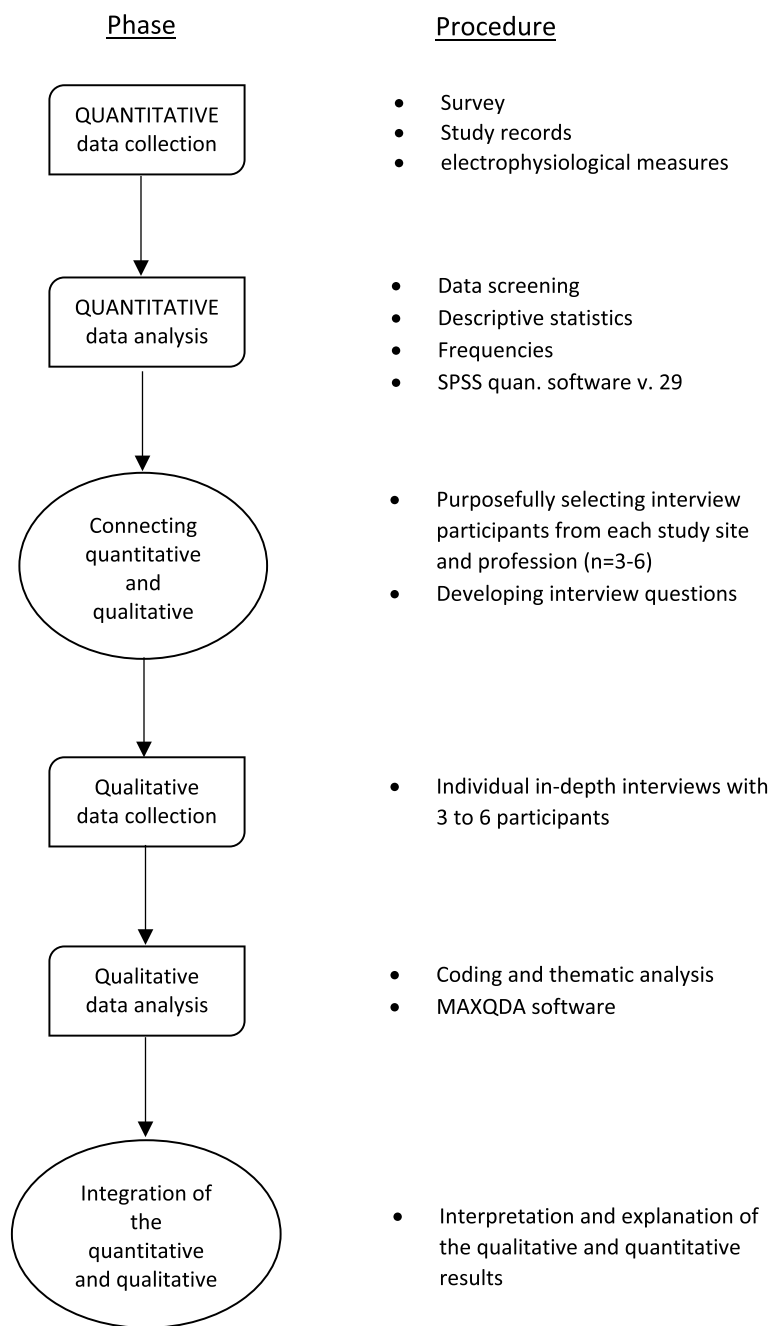 Phase
Procedure
QUANTITATIVE
data collection
• Survey
• Study records
• electrophysiological measures
QUANTITATIVE
data analysis
• Data screening
• Descriptive statistics
• Frequencies
• SPSS quan. software v. 29
Connecting
quantitative
and
qualitative
• Purposefully selecting interview
participants from each study site
and profession (n=3-6)
• Developing interview questions
Qualitative
data collection
• Individual in-depth interviews with
3 to 6 participants
Qualitative
data analysis
• Coding and thematic analysis
• MAXQDA software
Integration of
the
quantitative
and qualitative
• Interpretation and explanation of
the qualitative and quantitative
results